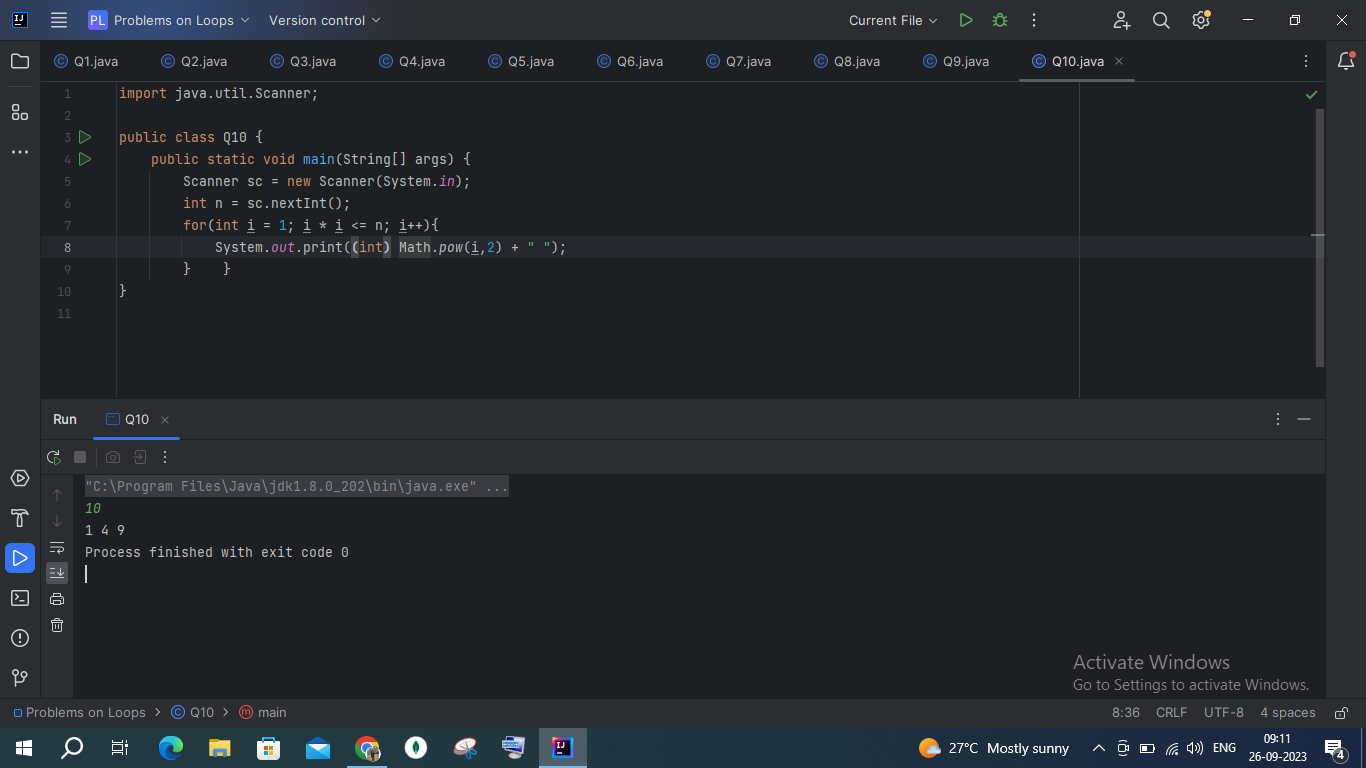 PL Problems on Loops Version control Current File
Q1.java Q2.java Q3.java Q4.java Q5.java Q6.java Q7.java Q8.java Q9.java Q10.java
1 import java.util.Scanner;
2
3 public class Q10 {
4 public static void main(String[] args) {
5 Scanner sc = new Scanner(System.in);
6 int n = sc.nextInt();
7 for(int i = 1; i * i <= n; i++){
8 System.out.print((int) Math.pow(i,2) + " ");
9 } }
10 }
11
Run Q10
"C:\Program Files\Java\jdk1.8.0_202\bin\java.exe" ...
10
1 4 9
Process finished with exit code 0
Activate Windows
Go to Settings to activate Windows.
Problems on Loops > Q10 > main 8:36 CRLF UTF-8 4 spaces
27°C Mostly sunny ENG 09:11
26-09-2023 4